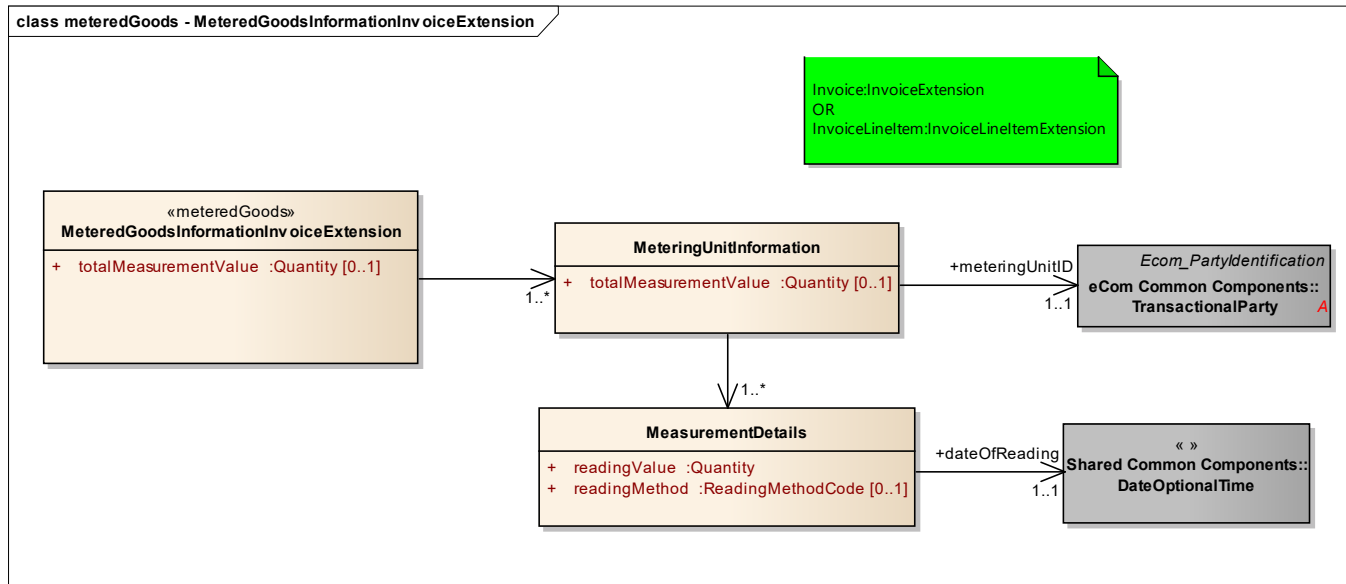 class meteredGoods - MeteredGoodsInformationInvoiceExtension
Invoice:InvoiceExtension
OR
InvoiceLineItem:InvoiceLineItemExtension
«meteredGoods»
MeteredGoodsInformationInvoiceExtension
+ totalMeasurementValue :Quantity [0..1]
1..*
MeteringUnitInformation
+ totalMeasurementValue :Quantity [0..1]
+meteringUnitID
1..1
Ecom_PartyIdentification
eCom Common Components::
TransactionalParty
A
1..*
MeasurementDetails
+ readingValue :Quantity
+ readingMethod :ReadingMethodCode [0..1]
+dateOfReading
1..1
« »
Shared Common Components::
DateOptionalTime